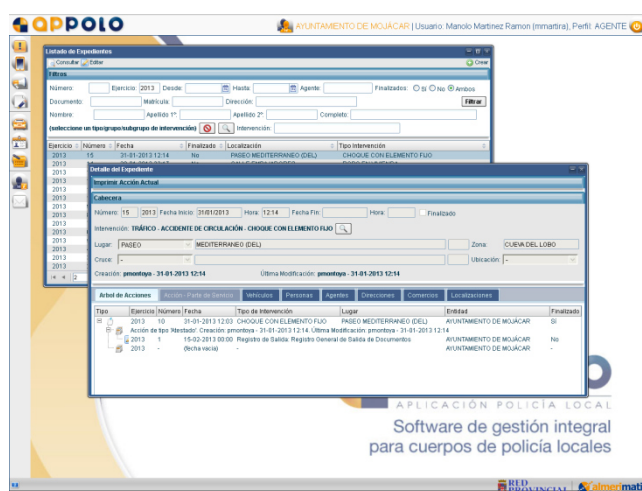 APPOLO
AYUNTAMIENTO DE MOJÁCAR | Usuario: Manolo Martinez Ramon (mmartira), Perfil: AGENTE
Listado de Expedientes
Consultar Editar Crear
Filtros
Número: Ejercicio: 2013 Desde: Hasta: Agente: Finalizados: Sí No Ambos
Documento: Matrícula: Dirección: Filtrar
Nombre: Apellido 1º: Apellido 2º: Completo:
(seleccione un tipo/grupo/subgrupo de intervención) Intervención:
Ejercicio Número Fecha Finalizado Localización Tipo Intervención
2013 15 31-01-2013 12:14 No PASEO MEDITERRANEO (DEL) CHOQUE CON ELEMENTO FIJO
2013
2013
2013
2013
2013
2013
2013
2013
2013
2013
2013
Detalle del Expediente
Imprimir Acción Actual
Cabecera
Número: 15 2013 Fecha Inicio: 31/01/2013 Hora: 12:14 Fecha Fin: Hora: Finalizado
Intervención: TRÁFICO - ACCIDENTE DE CIRCULACIÓN - CHOQUE CON ELEMENTO FIJO
Lugar: PASEO MEDITERRANEO (DEL) Zona: CUEVA DEL LOBO
Cruce: - Ubicación: -
Creación: pmontoya - 31-01-2013 12:14 Última Modificación: pmontoya - 31-01-2013 12:14
Arbol de Acciones Acción - Parte de Servicio Vehículos Personas Agentes Direcciones Comercios Localizaciones
Tipo Ejercicio Número Fecha Tipo de Intervención Lugar Entidad Finalizado
2013 10 31-01-2013 12:03 CHOQUE CON ELEMENTO FIJO PASEO MEDITERRANEO (DEL) AYUNTAMIENTO DE MOJÁCAR Sí
Acción de tipo 'Atestado'. Creación: pmontoya - 31-01-2013 12:14. Última Modificación: pmontoya - 31-01-2013 12:14
2013 1 15-02-2013 00:00 Registro de Salida: Registro General de Salida de Documentos AYUNTAMIENTO DE MOJÁCAR No
2013 - (fecha vacía) - AYUNTAMIENTO DE MOJÁCAR -
APLICACIÓN POLICÍA LOCAL
Software de gestión integral
para cuerpos de policía locales
RED
PROVINCIAL